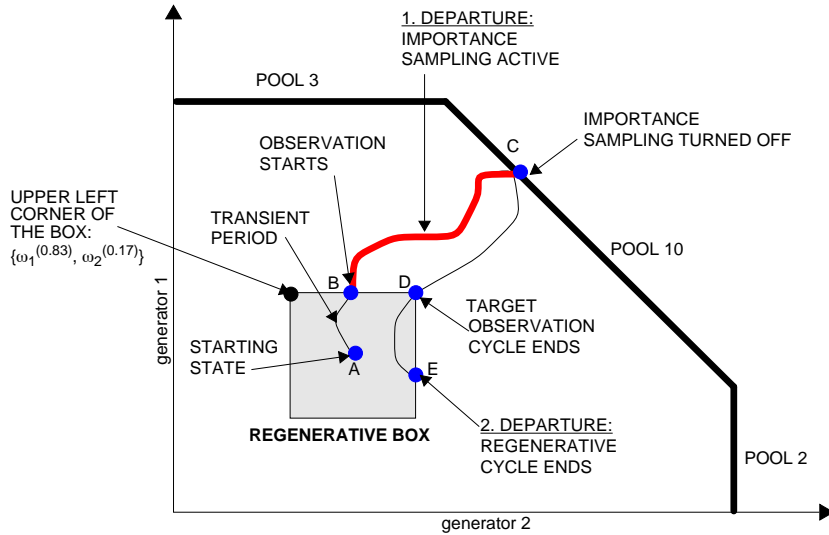 1. DEPARTURE:
IMPORTANCE
SAMPLING ACTIVE
POOL 3
IMPORTANCE
SAMPLING TURNED OFF
C
OBSERVATION
STARTS
UPPER LEFT
CORNER OF
THE BOX:
{ω1(0.83), ω2(0.17)}
TRANSIENT
PERIOD
POOL 10
B
D
TARGET
OBSERVATION
CYCLE ENDS
generator 1
STARTING
STATE
A
E
2. DEPARTURE:
REGENERATIVE
CYCLE ENDS
REGENERATIVE BOX
POOL 2
generator 2